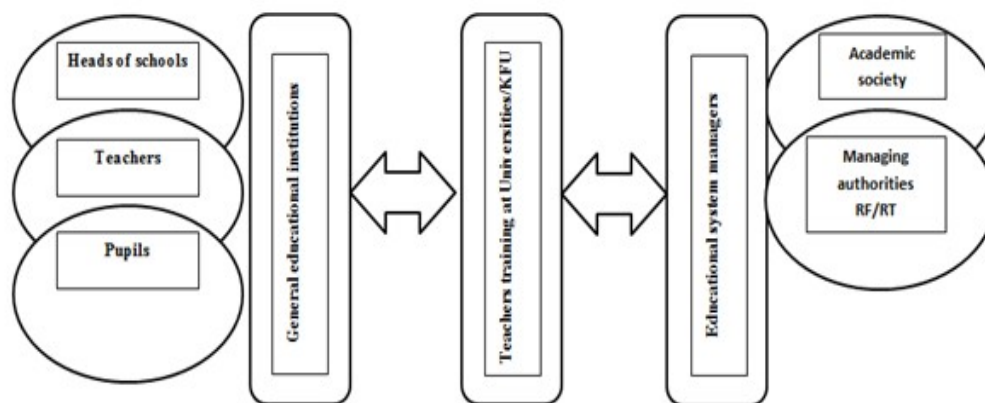 Heads of schools
Teachers
Pupils
General educational institutions
Teachers training at Universities/KFU
Educational system managers
Academic
society
Managing
authorities
RF/RT